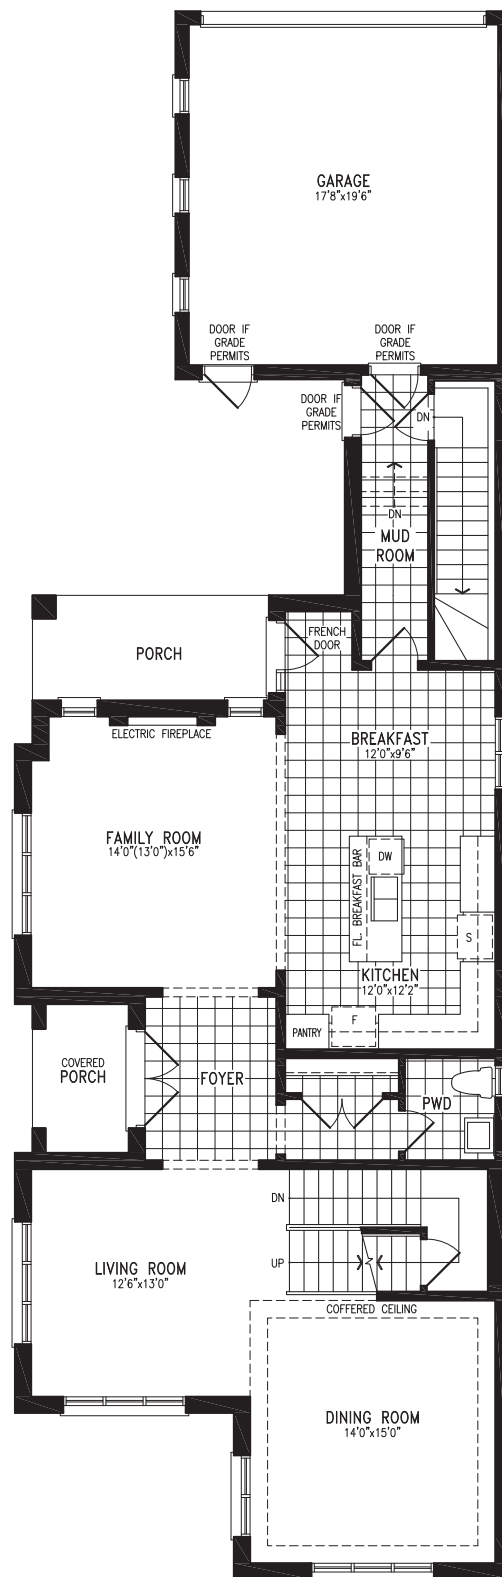 GARAGE
17'8"x19'6"
DOOR IF
GRADE
PERMITS
DOOR IF
GRADE
PERMITS
DOOR IF
GRADE
PERMITS
DN
DN
MUD
ROOM
PORCH
FRENCH
DOOR
ELECTRIC FIREPLACE
BREAKFAST
12'0"x9'6"
FAMILY ROOM
14'0"(13'0")x15'6"
FL. BREAKFAST BAR
DW
S
KITCHEN
12'0"x12'2"
F
PANTRY
COVERED
PORCH
FOYER
PWD
DN
UP
LIVING ROOM
12'6"x13'0"
COFFERED CEILING
DINING ROOM
14'0"x15'0"